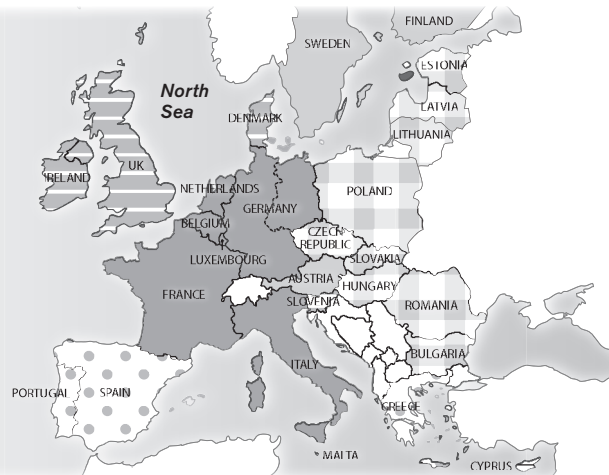 FINLAND
SWEDEN
ESTONIA
North
Sea
LATVIA
DENMARK
LITHUANIA
UK
IRELAND
NETHERLANDS
POLAND
GERMANY
BELGIUM
CZECH
REPUBLIC
LUXEMBOURG
SLOVAKIA
AUSTRIA
HUNGARY
FRANCE
SLOVENIA
ROMANIA
BULGARIA
ITALY
PORTUGAL
SPAIN
GREECE
MALTA
CYPRUS